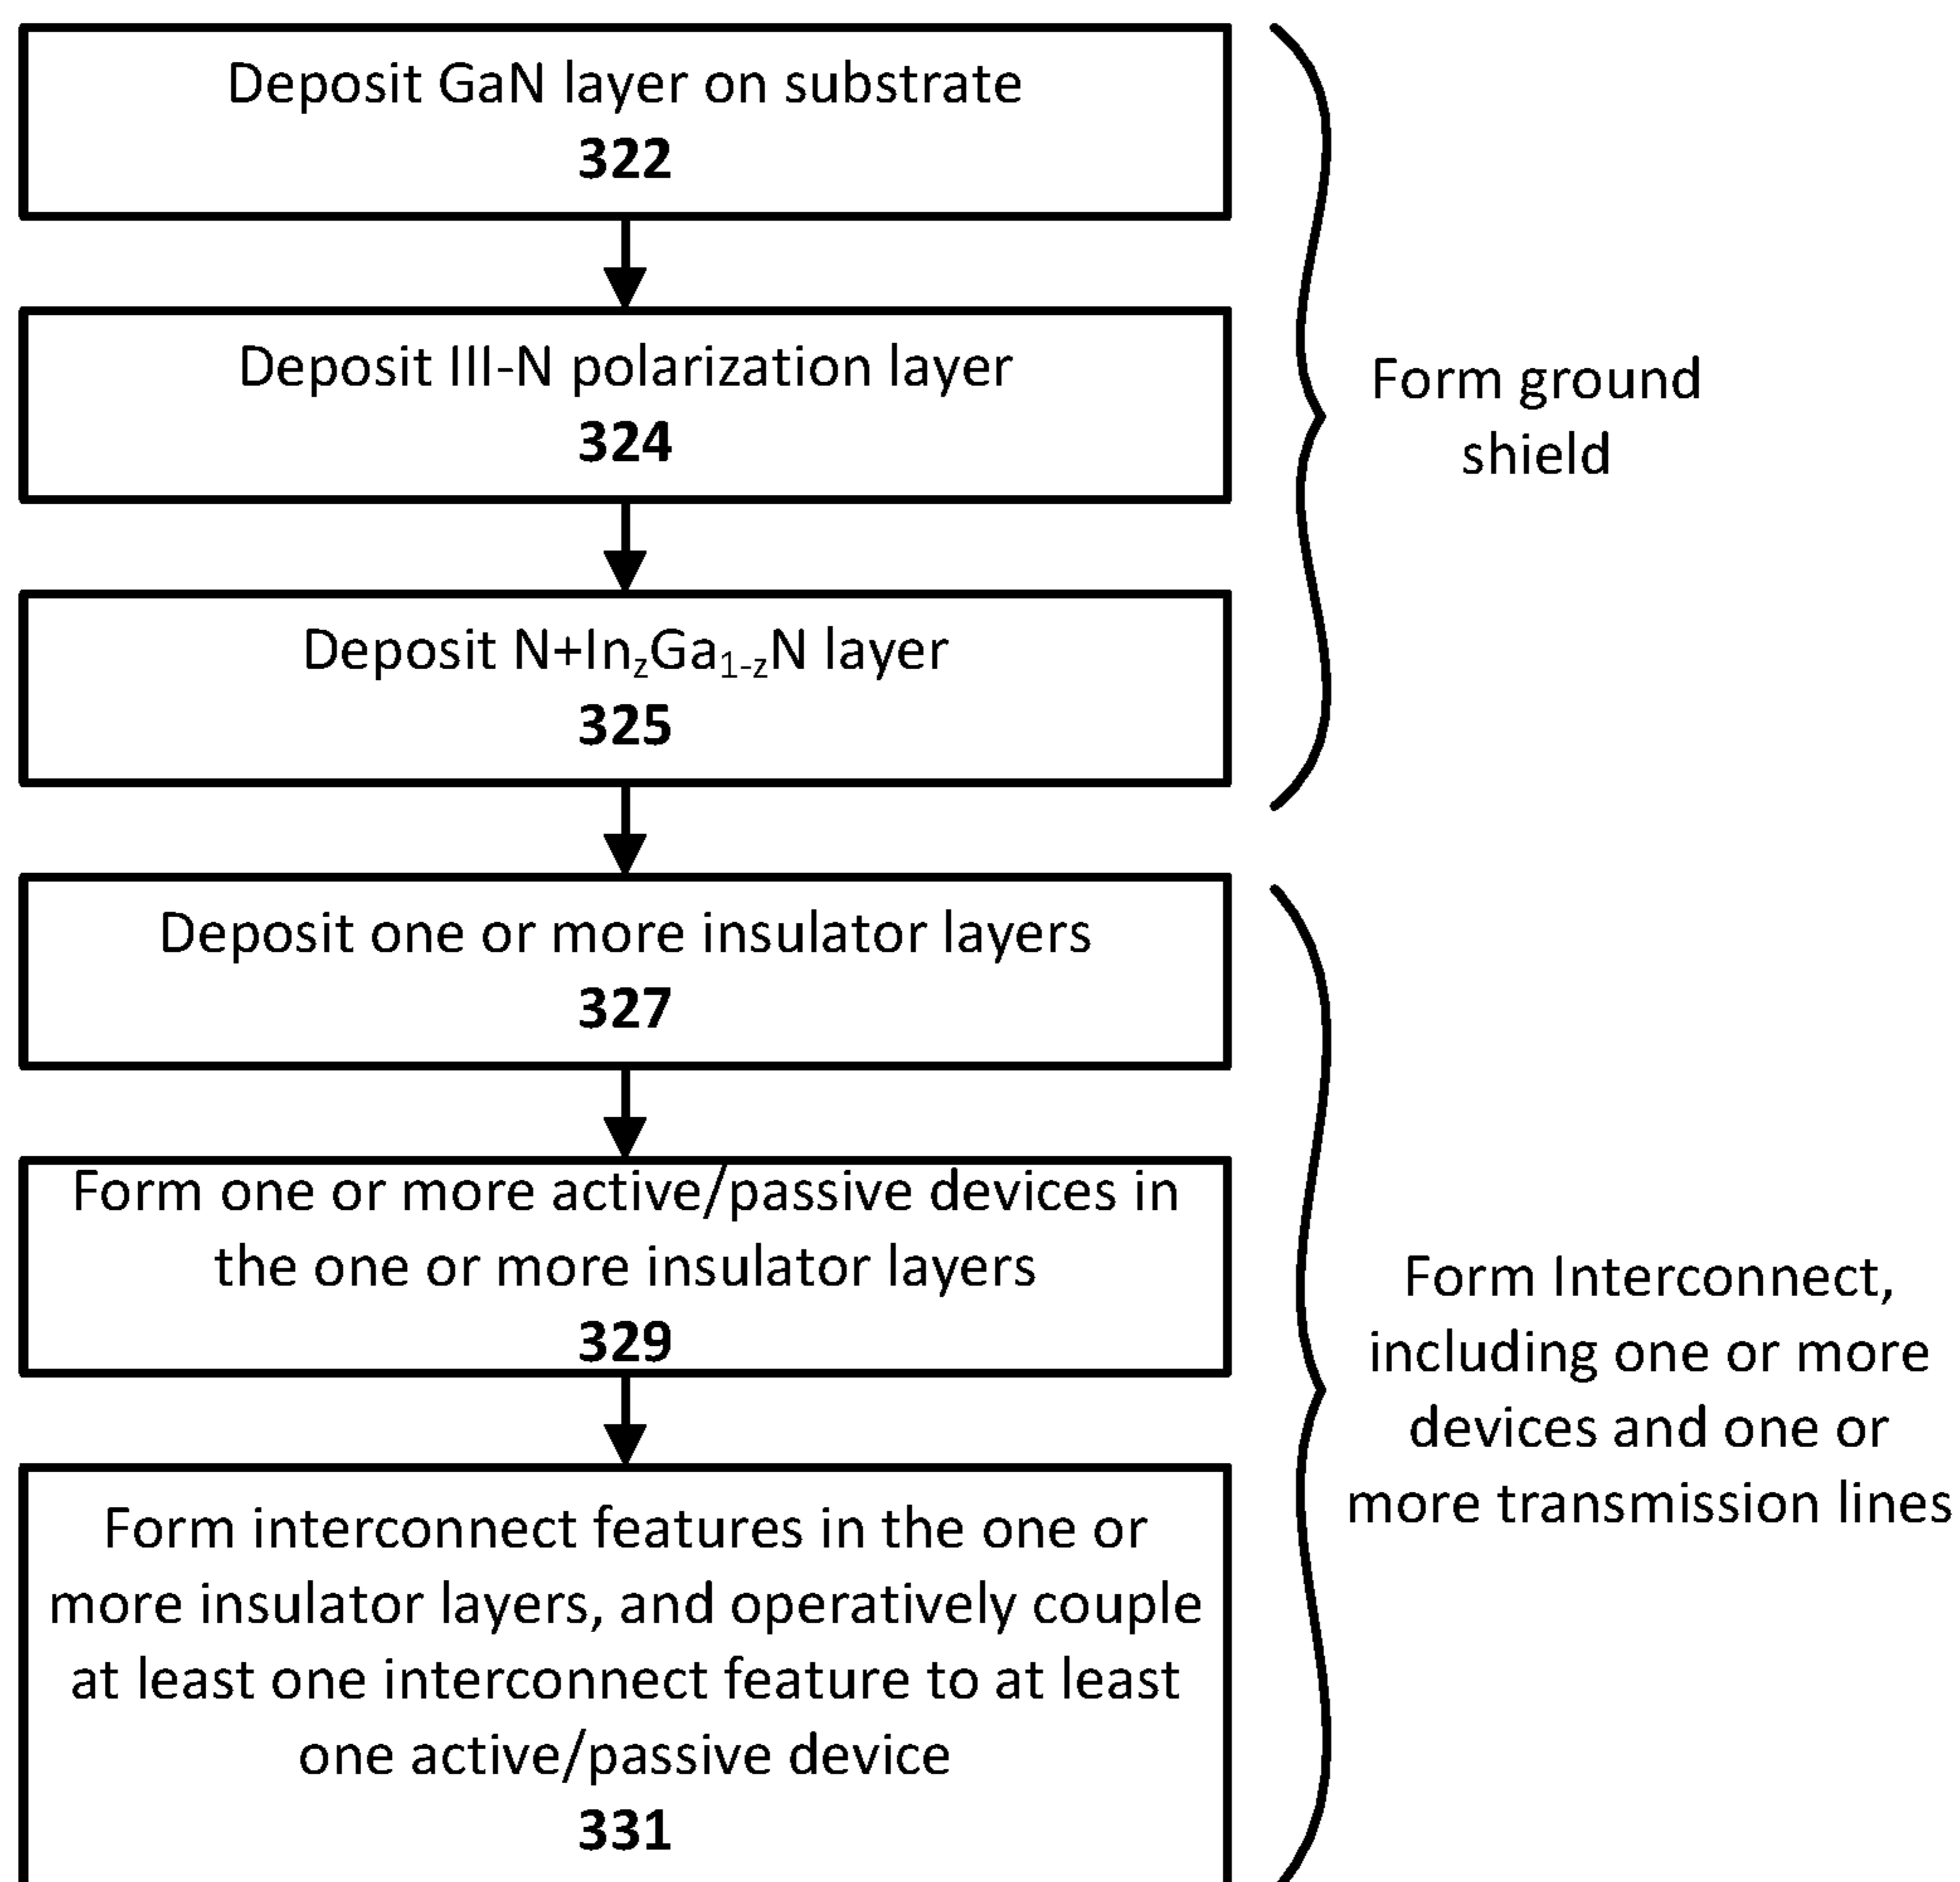 Deposit GaN layer on substrate
322
Deposit III-N polarization layer
324
Form ground
shield
Deposit N+In₂Ga₁₋₂N layer
325
Deposit one or more insulator layers
327
Form one or more active/passive devices in
the one or more insulator layers
329
Form Interconnect,
including one or more
devices and one or
more transmission lines
Form interconnect features in the one or
more insulator layers, and operatively couple
at least one interconnect feature to at least
one active/passive device
331